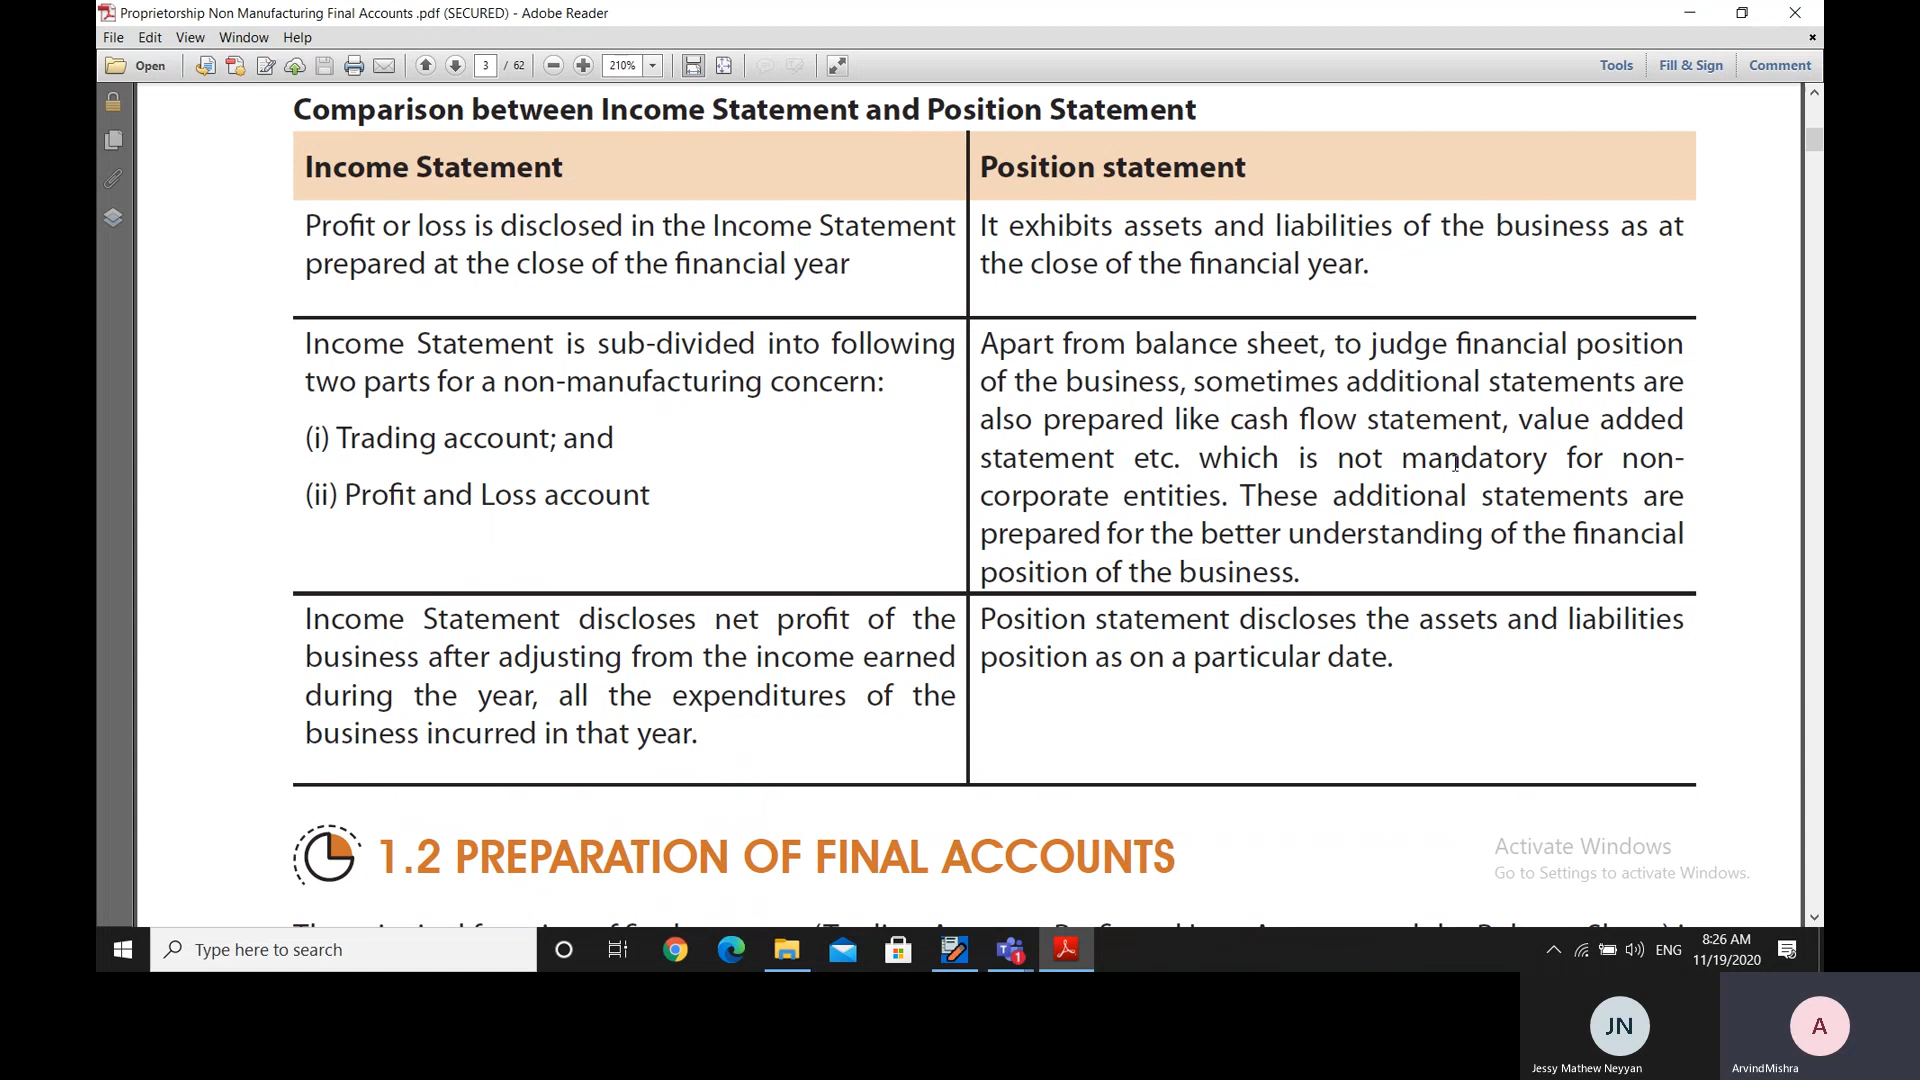 Proprietorship Non Manufacturing Final Accounts .pdf (SECURED) - Adobe Reader
File Edit View Window Help
Open 3 / 62 210% Tools Fill & Sign Comment
Comparison between Income Statement and Position Statement
Income Statement
Profit or loss is disclosed in the Income Statement
prepared at the close of the financial year
Position statement
It exhibits assets and liabilities of the business as at
the close of the financial year.
Income Statement is sub-divided into following
two parts for a non-manufacturing concern:
(i) Trading account; and
(ii) Profit and Loss account
Apart from balance sheet, to judge financial position
of the business, sometimes additional statements are
also prepared like cash flow statement, value added
statement etc. which is not mandatory for non-
corporate entities. These additional statements are
prepared for the better understanding of the financial
position of the business.
Income Statement discloses net profit of the
business after adjusting from the income earned
during the year, all the expenditures of the
business incurred in that year.
Position statement discloses the assets and liabilities
position as on a particular date.
1.2 PREPARATION OF FINAL ACCOUNTS
Activate Windows
Go to Settings to activate Windows.
Type here to search
1
ENG
8:26 AM
11/19/2020
JN
Jessy Mathew Neyyan
A
ArvindMishra